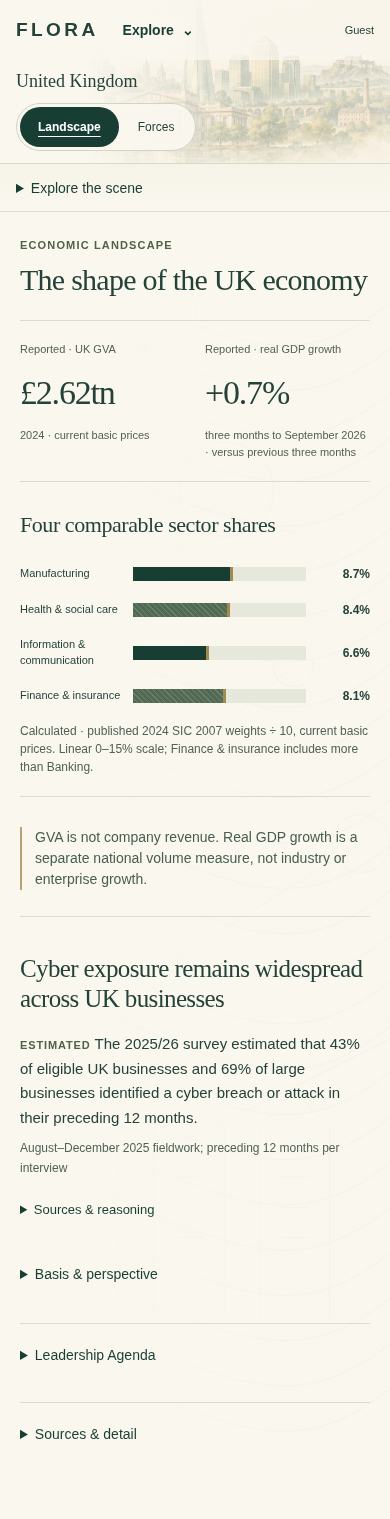 FLORA
Explore
Guest
United Kingdom
Landscape
Forces
Explore the scene
ECONOMIC LANDSCAPE
The shape of the UK economy
Reported · UK GVA
£2.62tn
2024 · current basic prices
Reported · real GDP growth
+0.7%
three months to September 2026
· versus previous three months
Four comparable sector shares
Manufacturing 8.7%
Health & social care 8.4%
Information &
communication 6.6%
Finance & insurance 8.1%
Calculated · published 2024 SIC 2007 weights ÷ 10, current basic
prices. Linear 0–15% scale; Finance & insurance includes more
than Banking.
GVA is not company revenue. Real GDP growth is a
separate national volume measure, not industry or
enterprise growth.
Cyber exposure remains widespread
across UK businesses
ESTIMATED The 2025/26 survey estimated that 43%
of eligible UK businesses and 69% of large
businesses identified a cyber breach or attack in
their preceding 12 months.
August–December 2025 fieldwork; preceding 12 months per
interview
Sources & reasoning
Basis & perspective
Leadership Agenda
Sources & detail